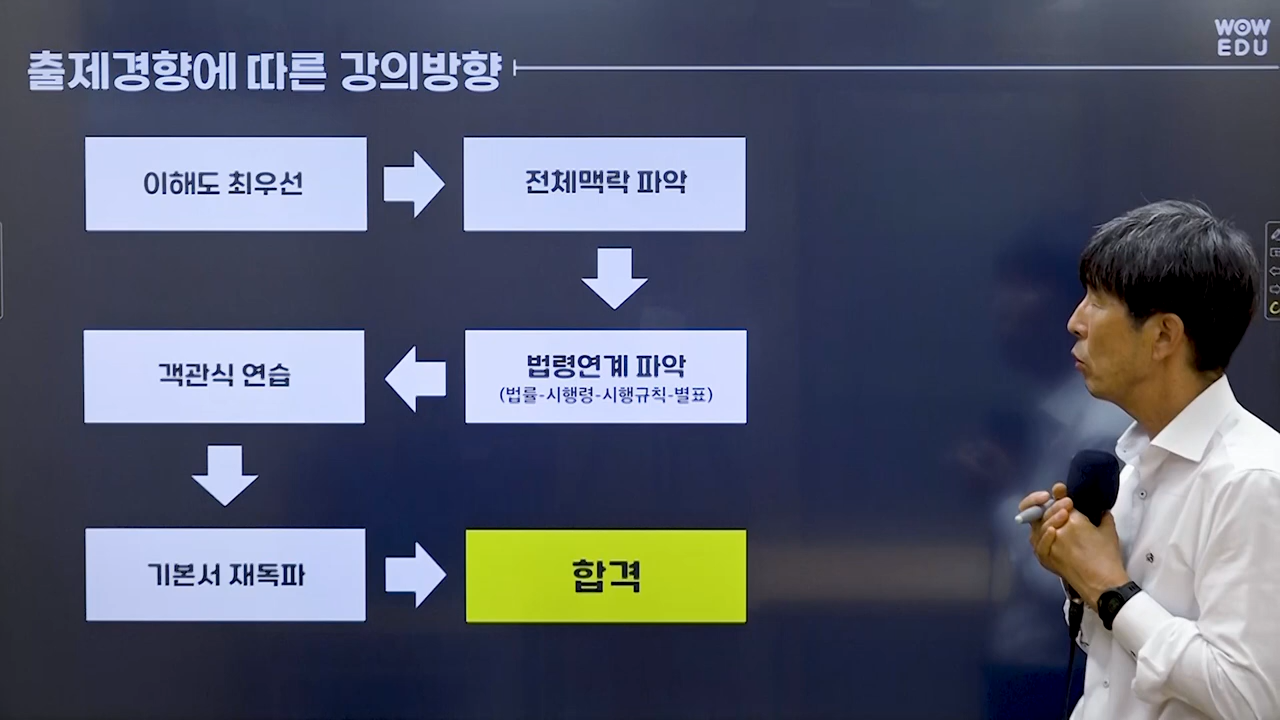 WOW
EDU
출제경향에 따른 강의방향
이해도 최우선
전체맥락 파악
법령연계 파악
(법률-시행령-시행규칙-별표)
객관식 연습
기본서 재독파
합격